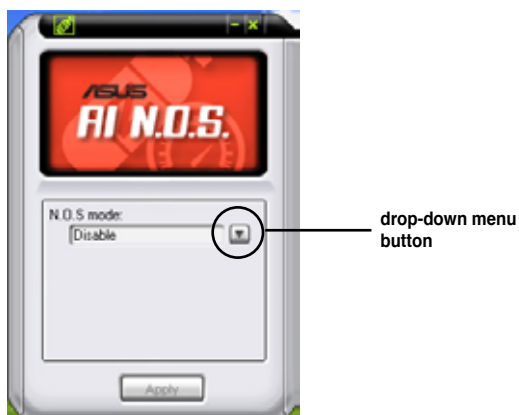 ASUS
AI N.O.S.
N.O.S mode:
Disable
drop-down menu
button
Apply